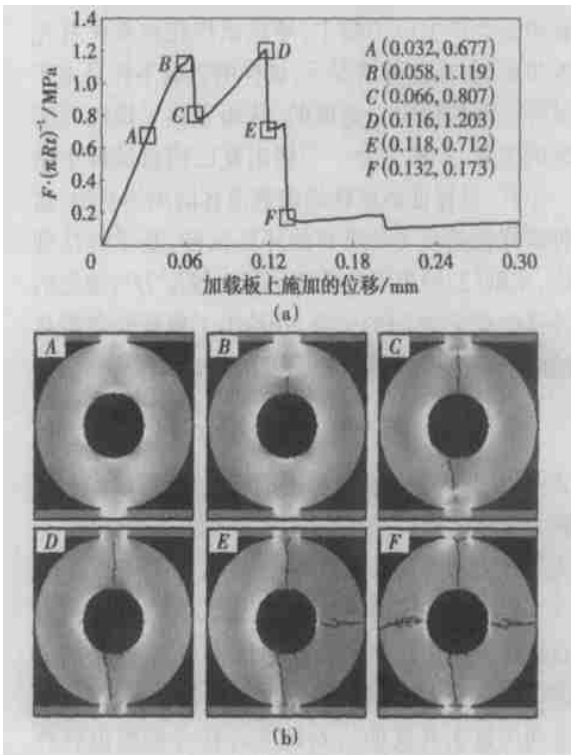 1.4
1.2
1.0
0.8
0.6
0.4
0.2
0
0.06
0.12
0.18
0.24
0.30
F·(πRt)⁻¹/MPa
加载板上施加的位移/mm
A
B
C
D
E
F
A(0.032,0.677)
B(0.058,1.119)
C(0.066,0.807)
D(0.116,1.203)
E(0.118,0.712)
F(0.132,0.173)
(a)
A
B
C
D
E
F
(b)